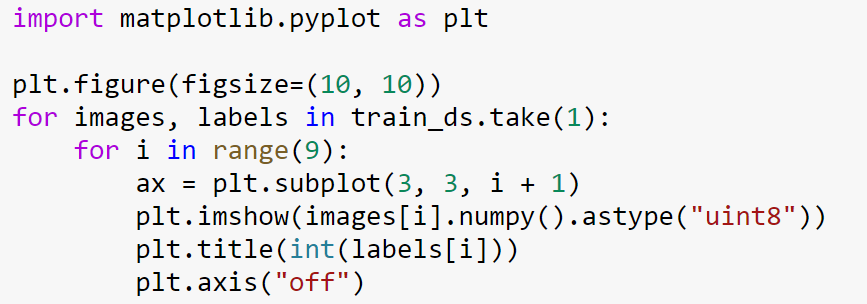 import matplotlib.pyplot as plt
plt.figure(figsize=(10, 10))
for images, labels in train_ds.take(1):
    for i in range(9):
        ax = plt.subplot(3, 3, i + 1)
        plt.imshow(images[i].numpy().astype("uint8"))
        plt.title(int(labels[i]))
        plt.axis("off")